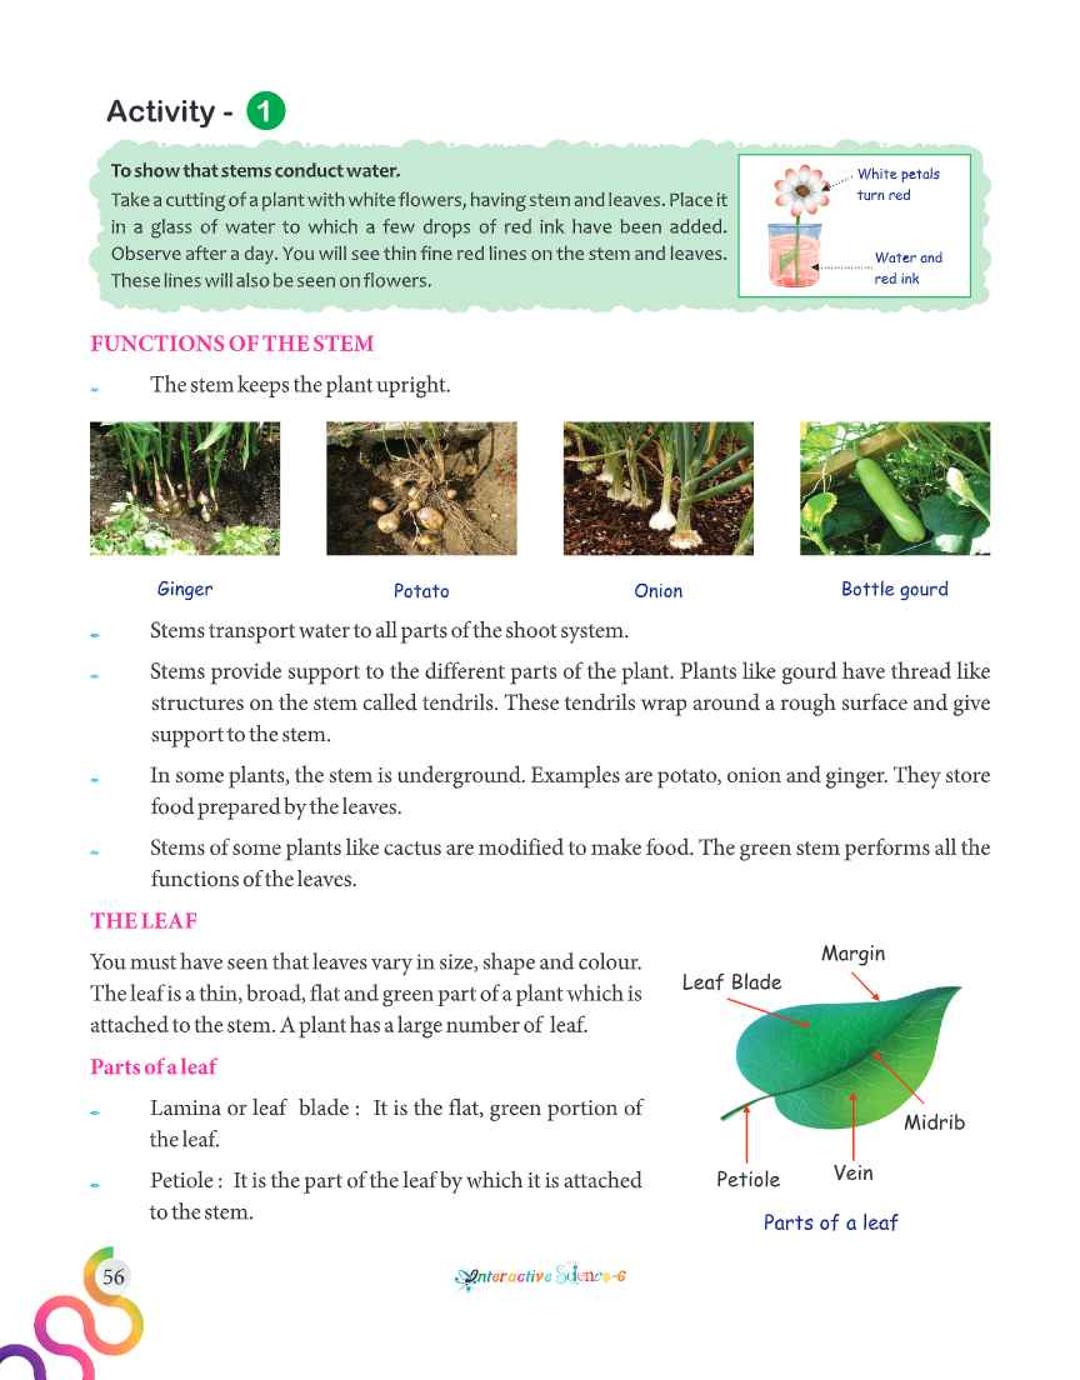 Activity - 1
To show that stems conduct water.
Take a cutting of a plant with white flowers, having stem and leaves. Place it
in a glass of water to which a few drops of red ink have been added.
Observe after a day. You will see thin fine red lines on the stem and leaves.
These lines will also be seen on flowers.
White petals
turn red
Water and
red ink
FUNCTIONS OF THE STEM
The stem keeps the plant upright.
Ginger
Potato
Onion
Bottle gourd
Stems transport water to all parts of the shoot system.
Stems provide support to the different parts of the plant. Plants like gourd have thread like
structures on the stem called tendrils. These tendrils wrap around a rough surface and give
support to the stem.
In some plants, the stem is underground. Examples are potato, onion and ginger. They store
food prepared by the leaves.
Stems of some plants like cactus are modified to make food. The green stem performs all the
functions of the leaves.
THE LEAF
You must have seen that leaves vary in size, shape and colour.
The leaf is a thin, broad, flat and green part of a plant which is
attached to the stem. A plant has a large number of leaf.
Parts of a leaf
Lamina or leaf blade : It is the flat, green portion of
the leaf.
Petiole : It is the part of the leaf by which it is attached
to the stem.
Margin
Leaf Blade
Midrib
Vein
Petiole
Parts of a leaf
56
Interactive Science-6